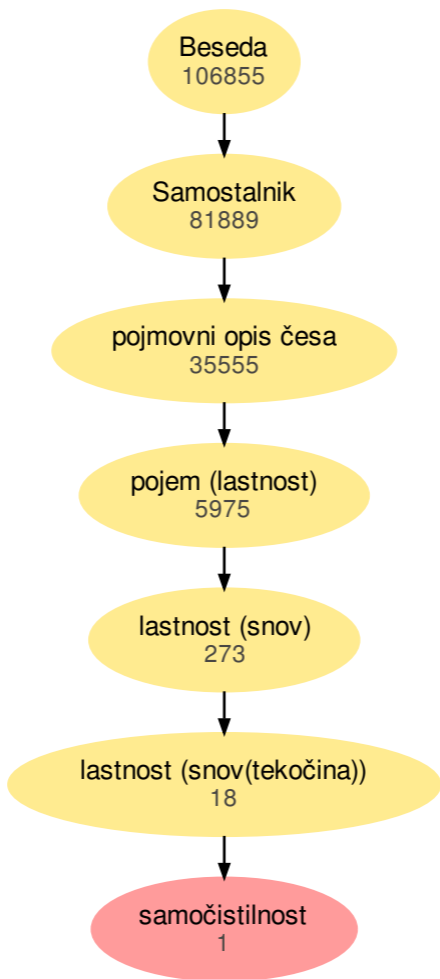 Beseda
106855
Samostalnik
81889
pojmovni opis česa
35555
pojem (lastnost)
5975
lastnost (snov)
273
lastnost (snov(tekočina))
18
samočistilnost
1